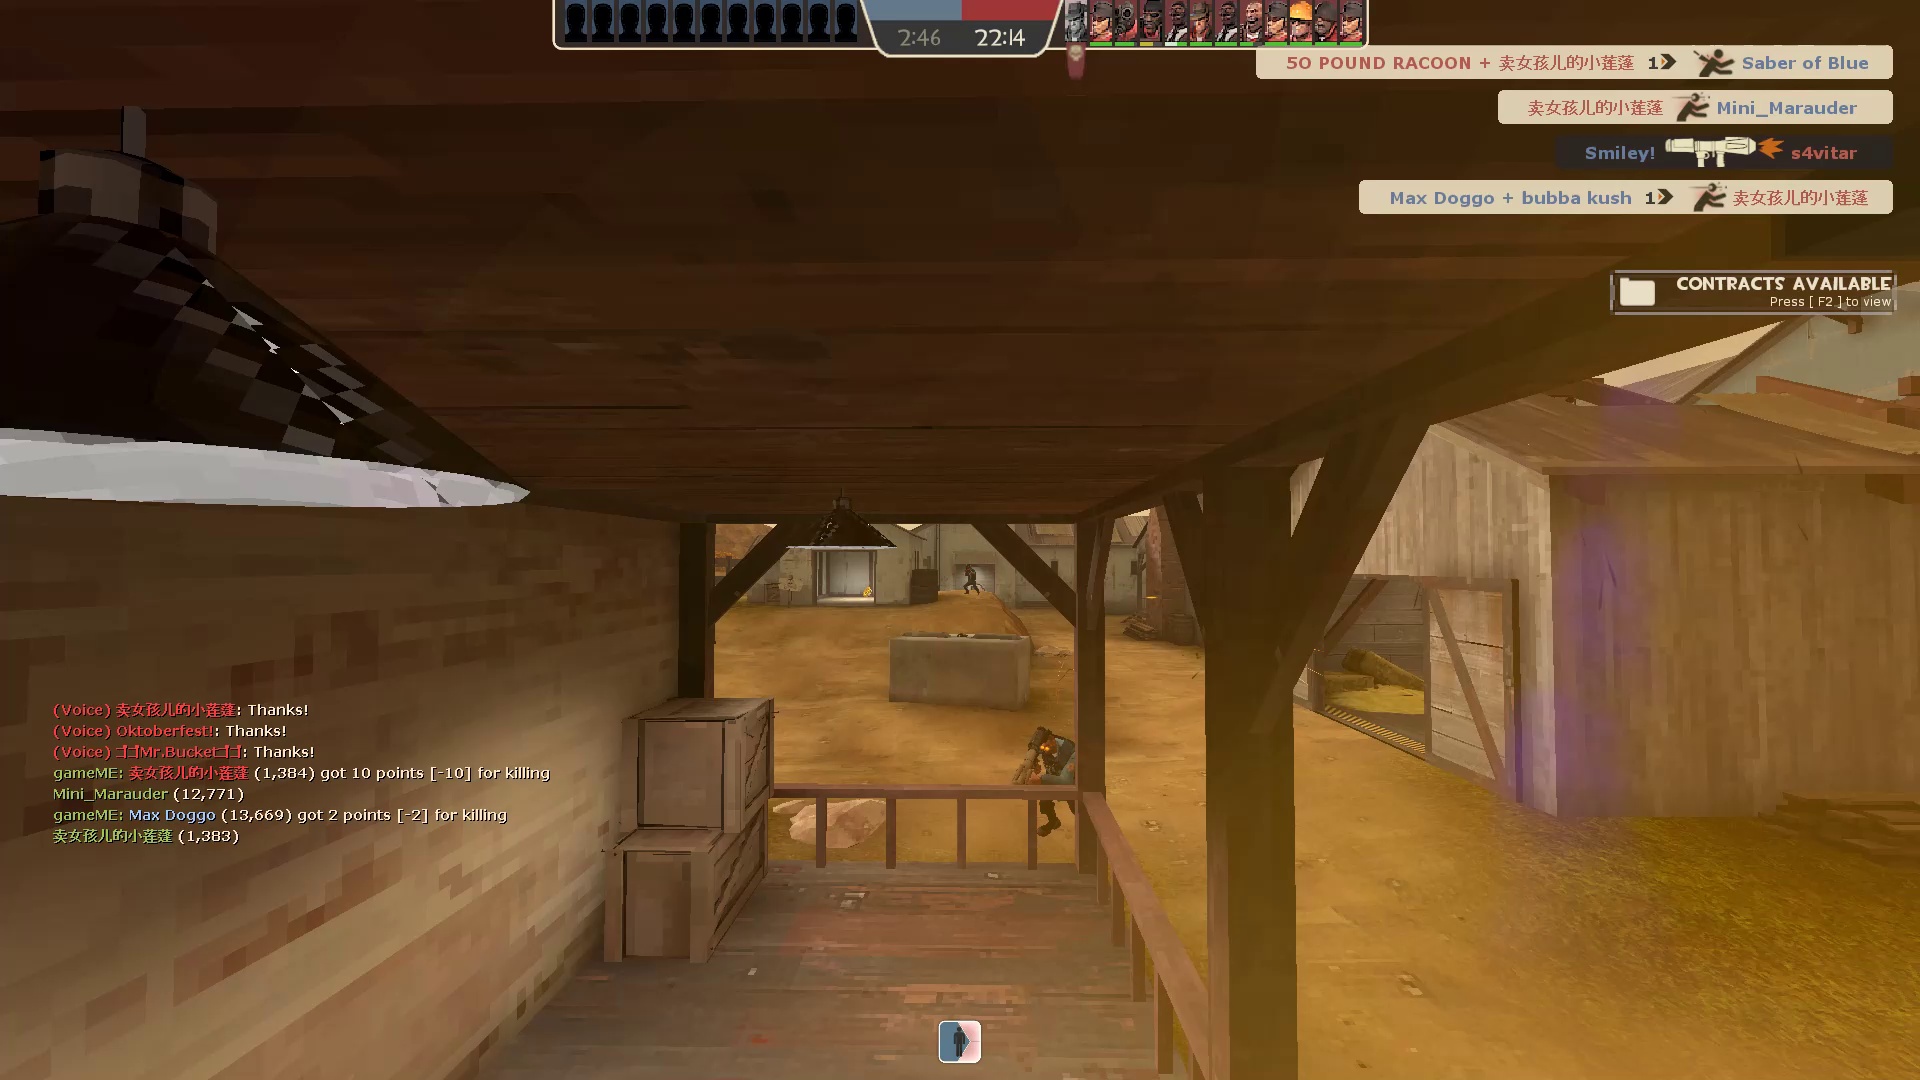 2:46 22:14
50 POUND RACOON + 卖女孩儿的小莲蓬 1 Saber of Blue
卖女孩儿的小莲蓬 Mini_Marauder
Smiley! s4vitar
Max Doggo + bubba kush 1 卖女孩儿的小莲蓬
CONTRACTS AVAILABLE
Press [ F2 ] to view
(Voice) 卖女孩儿的小莲蓬: Thanks!
(Voice) Oktoberfest!: Thanks!
(Voice) Mr.Bucket: Thanks!
gameME: 卖女孩儿的小莲蓬 (1,384) got 10 points [-10] for killing
Mini_Marauder (12,771)
gameME: Max Doggo (13,669) got 2 points [-2] for killing
卖女孩儿的小莲蓬 (1,383)